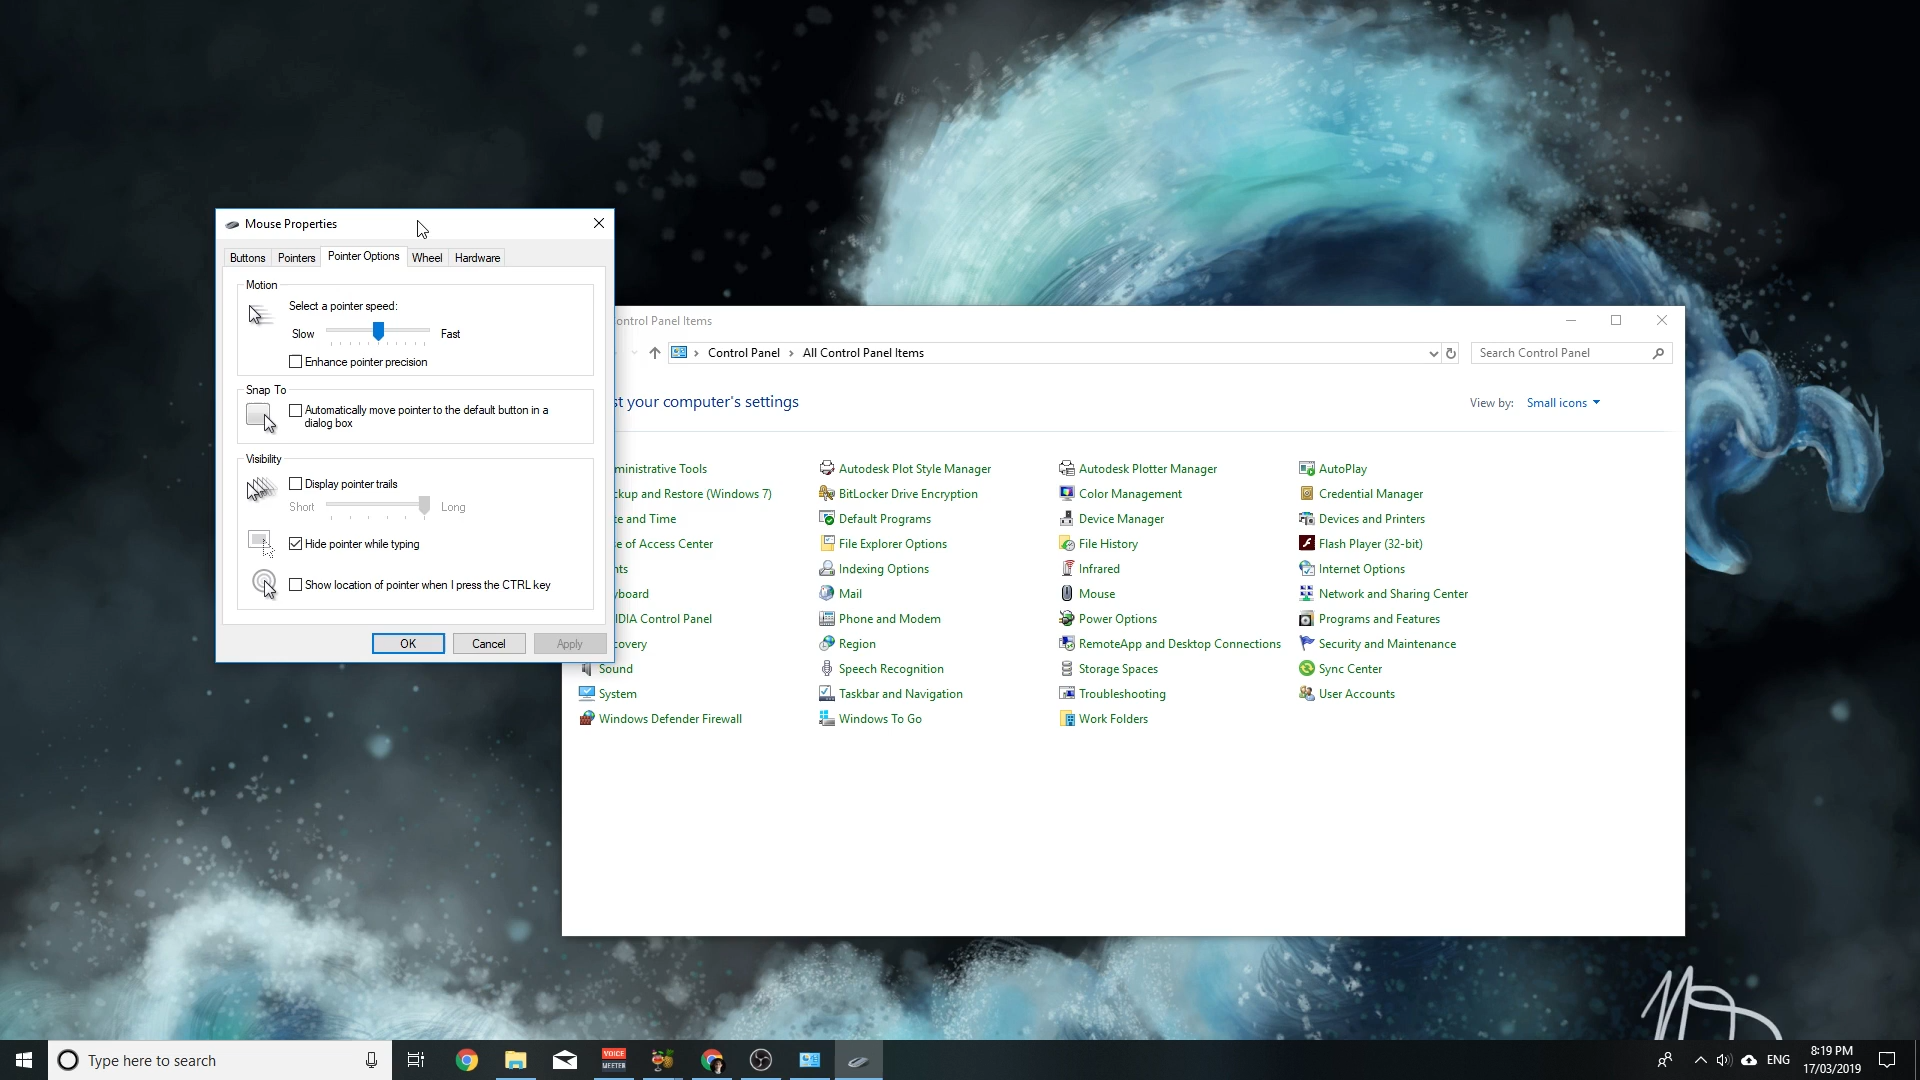 Mouse Properties
Buttons
Pointers
Pointer Options
Wheel
Hardware
Motion
Select a pointer speed:
Slow
Fast
Enhance pointer precision
Snap To
Automatically move pointer to the default button in a
dialog box
Visibility
Display pointer trails
Short
Long
Hide pointer while typing
Show location of pointer when I press the CTRL key
OK
Cancel
Apply
ontrol Panel Items
Control Panel
All Control Panel Items
Search Control Panel
st your computer's settings
View by:
Small icons
ministrative Tools
Autodesk Plot Style Manager
Autodesk Plotter Manager
AutoPlay
ckup and Restore (Windows 7)
BitLocker Drive Encryption
Color Management
Credential Manager
te and Time
Default Programs
Device Manager
Devices and Printers
se of Access Center
File Explorer Options
File History
Flash Player (32-bit)
nts
Indexing Options
Infrared
Internet Options
yboard
Mail
Mouse
Network and Sharing Center
IDIA Control Panel
Phone and Modem
Power Options
Programs and Features
covery
Region
RemoteApp and Desktop Connections
Security and Maintenance
Sound
Speech Recognition
Storage Spaces
Sync Center
System
Taskbar and Navigation
Troubleshooting
User Accounts
Windows Defender Firewall
Windows To Go
Work Folders
Type here to search
VOICE
MEETER
ENG
8:19 PM
17/03/2019